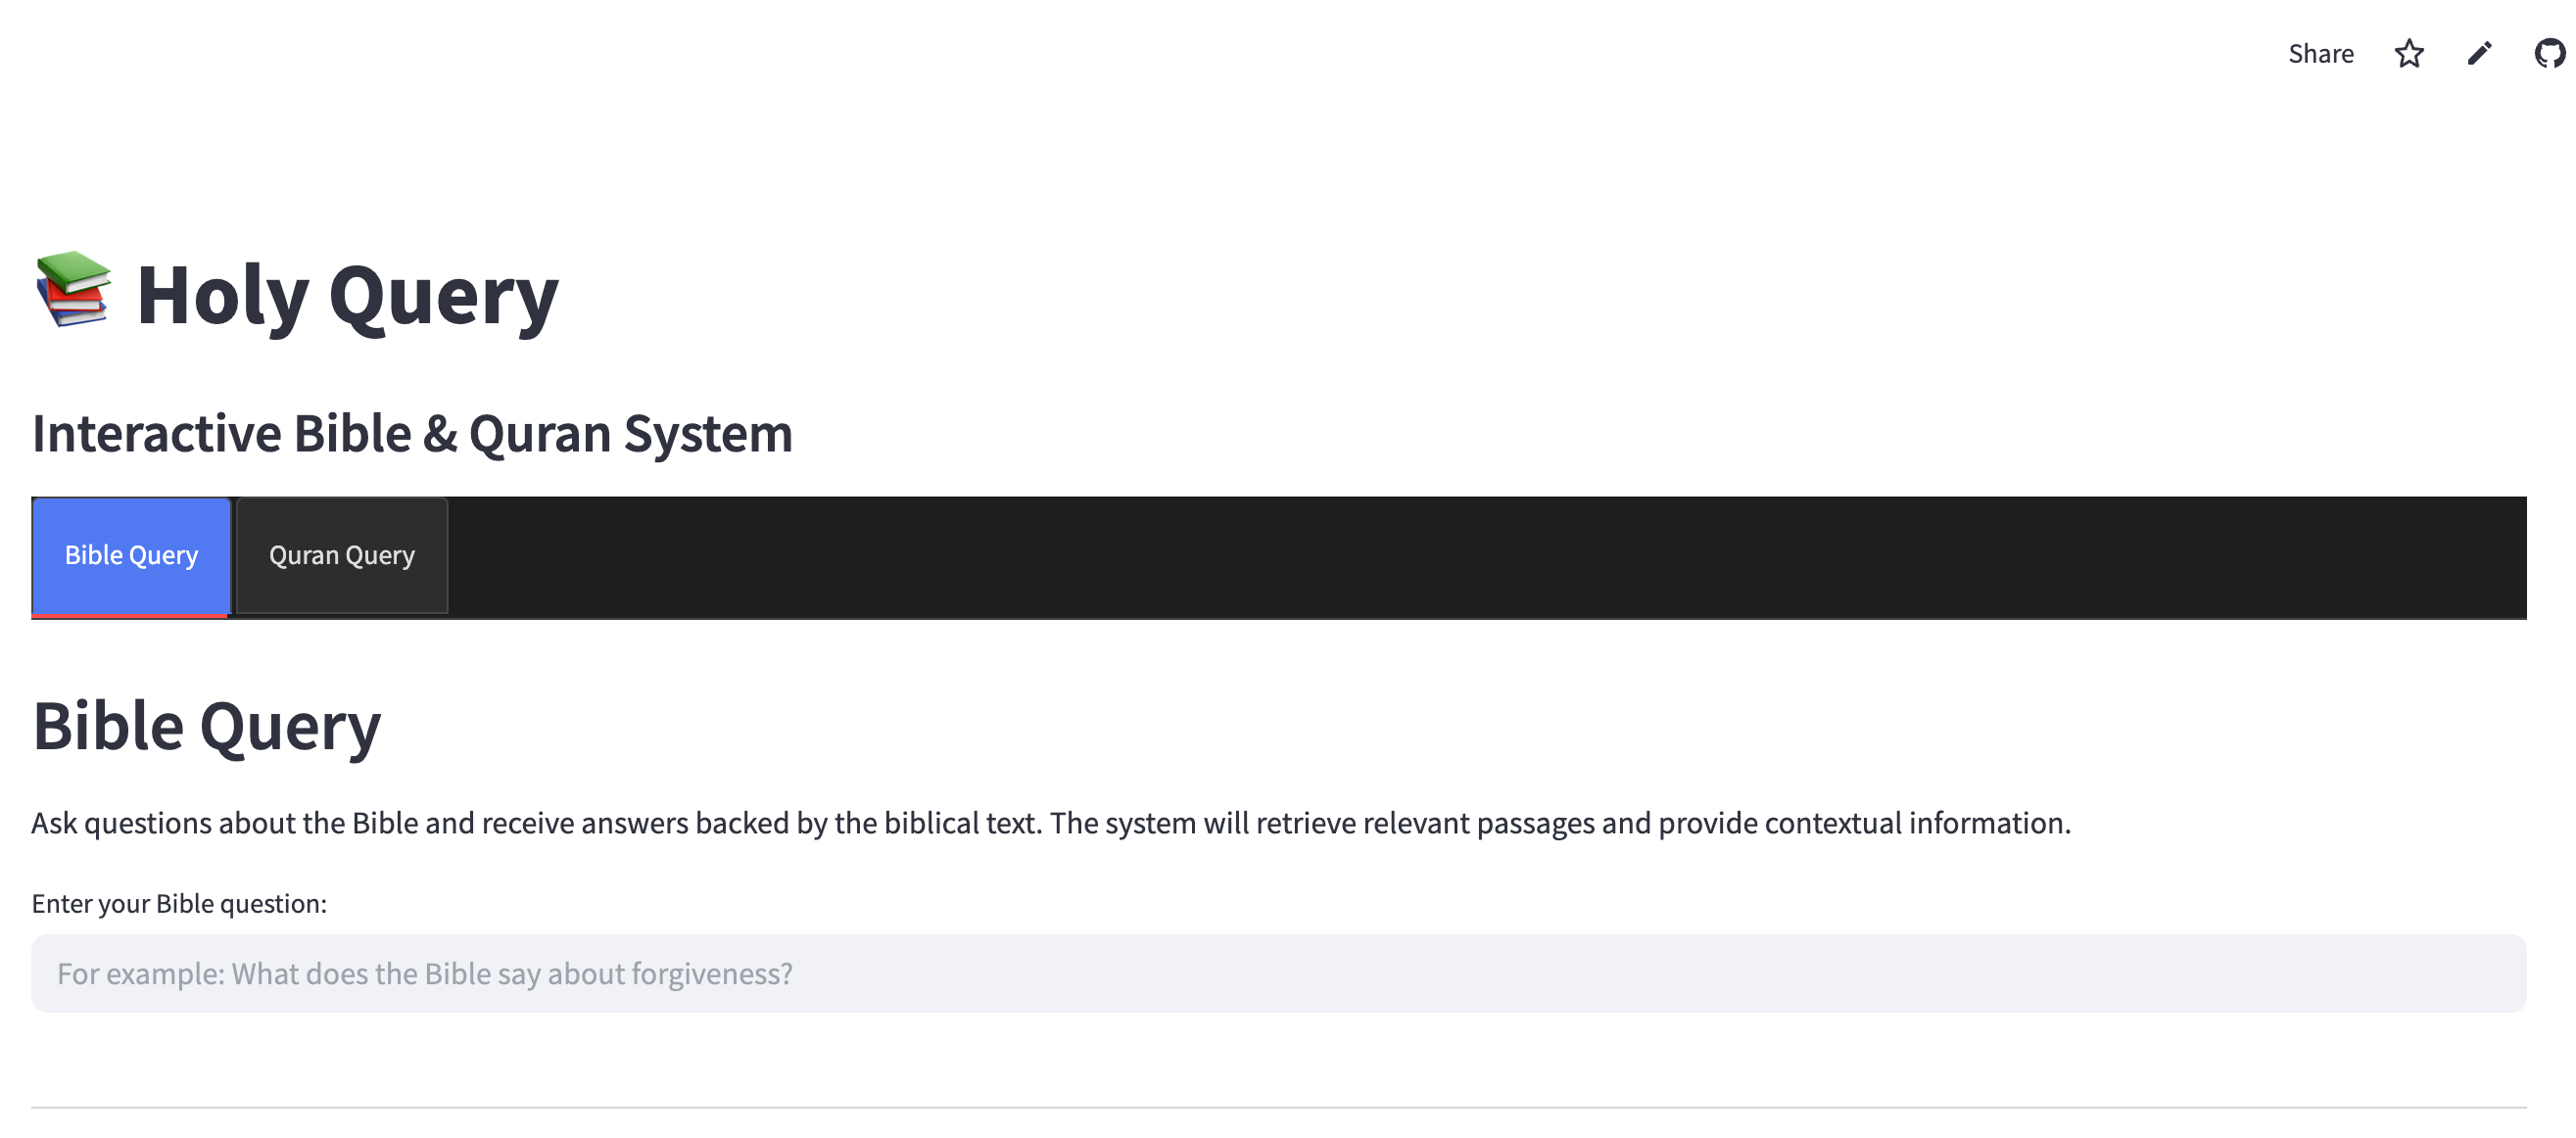 Share
Holy Query
Interactive Bible & Quran System
Bible Query
Quran Query
Bible Query
Ask questions about the Bible and receive answers backed by the biblical text. The system will retrieve relevant passages and provide contextual information.
Enter your Bible question:
For example: What does the Bible say about forgiveness?